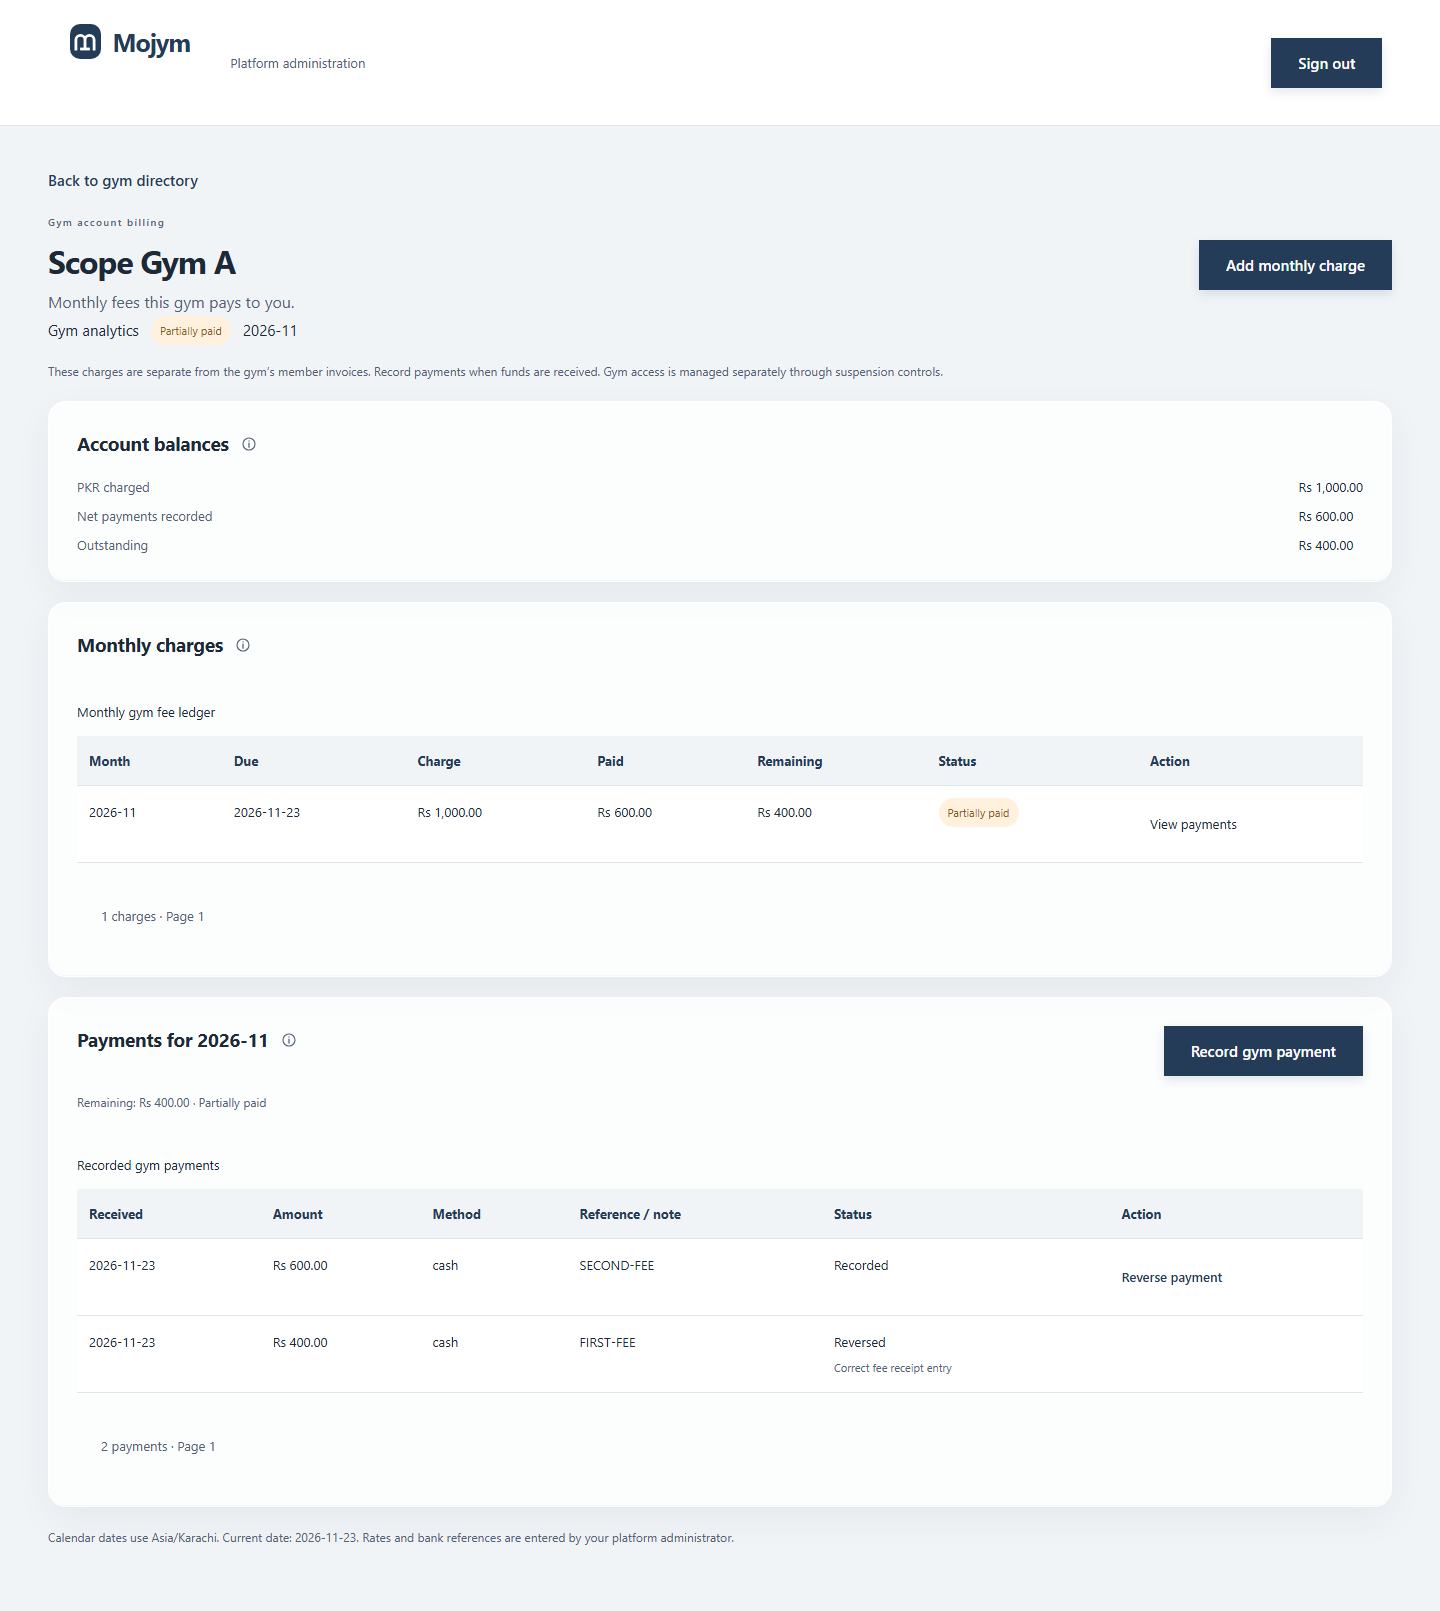 Mojym
Platform administration
Sign out
Back to gym directory
Gym account billing
Scope Gym A
Add monthly charge
Monthly fees this gym pays to you.
Gym analytics Partially paid 2026-11
These charges are separate from the gym's member invoices. Record payments when funds are received. Gym access is managed separately through suspension controls.
Account balances
PKR charged Rs 1,000.00
Net payments recorded Rs 600.00
Outstanding Rs 400.00
Monthly charges
Monthly gym fee ledger
Month Due Charge Paid Remaining Status Action
2026-11 2026-11-23 Rs 1,000.00 Rs 600.00 Rs 400.00 Partially paid View payments
1 charges · Page 1
Payments for 2026-11
Record gym payment
Remaining: Rs 400.00 · Partially paid
Recorded gym payments
Received Amount Method Reference / note Status Action
2026-11-23 Rs 600.00 cash SECOND-FEE Recorded Reverse payment
2026-11-23 Rs 400.00 cash FIRST-FEE Reversed
Correct fee receipt entry
2 payments · Page 1
Calendar dates use Asia/Karachi. Current date: 2026-11-23. Rates and bank references are entered by your platform administrator.